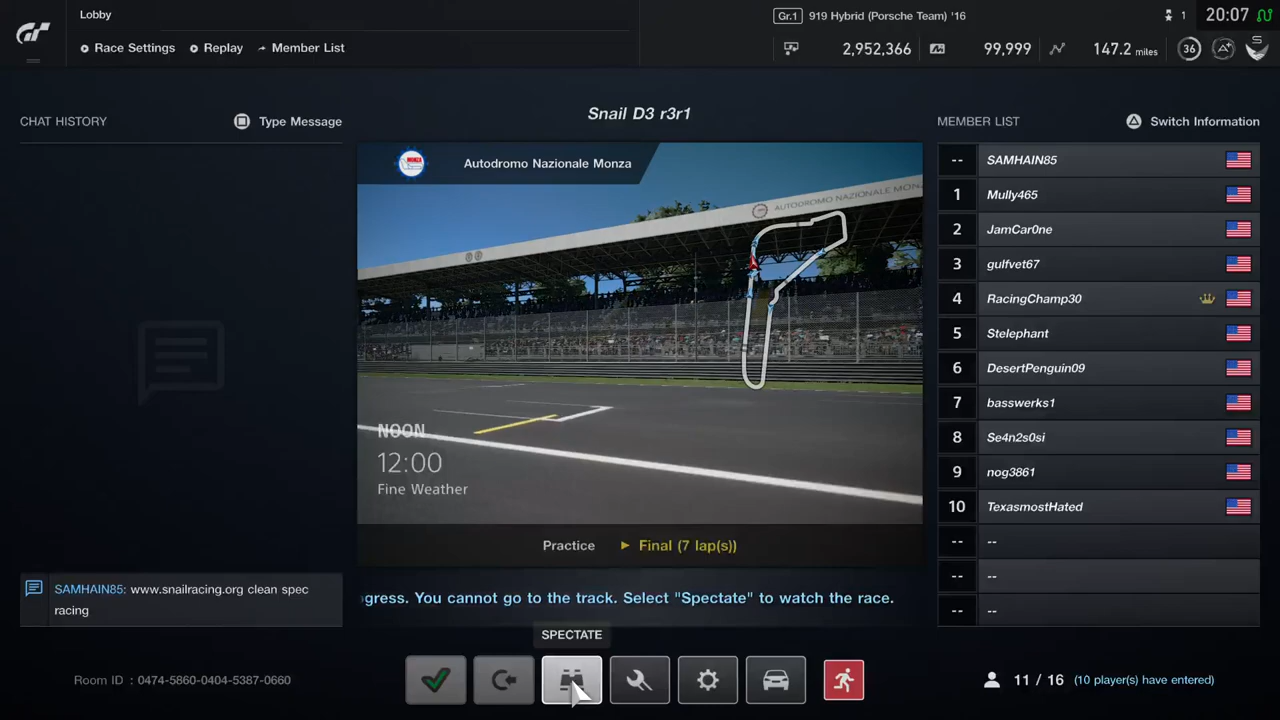 Lobby
Gr.1 919 Hybrid (Porsche Team) '16
1
20:07
Race Settings
Replay
Member List
2,952,366
99,999
147.2 miles
36
A+
S
Snail D3 r3r1
CHAT HISTORY
Type Message
MEMBER LIST
Switch Information
MONZA
Autodromo Nazionale Monza
AUTODROMO NAZIONALE MON
-- SAMHAIN85
1 Mully465
2 JamCar0ne
3 gulfvet67
4 RacingChamp30
5 Stelephant
6 DesertPenguin09
7 basswerks1
8 Se4n2s0si
9 nog3861
10 TexasmostHated
-- --
-- --
-- --
NOON
12:00
Fine Weather
Practice
Final (7 lap(s))
SAMHAIN85: www.snailracing.org clean spec
racing
gress. You cannot go to the track. Select "Spectate" to watch the race.
SPECTATE
Room ID : 0474-5860-0404-5387-0660
11 / 16
(10 player(s) have entered)